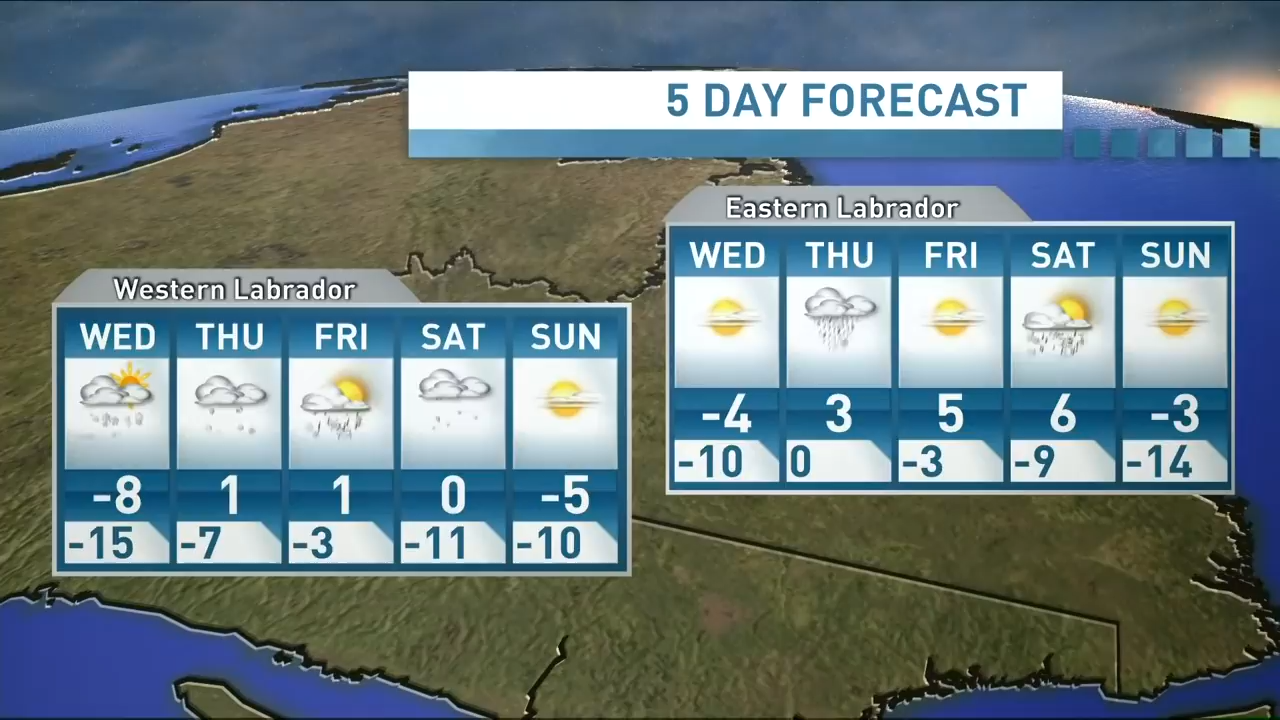 5 DAY FORECAST
Eastern Labrador
WED THU FRI SAT SUN
-4 3 5 6 -3
-10 0 -3 -9 -14
Western Labrador
WED THU FRI SAT SUN
-8 1 1 0 -5
-15 -7 -3 -11 -10